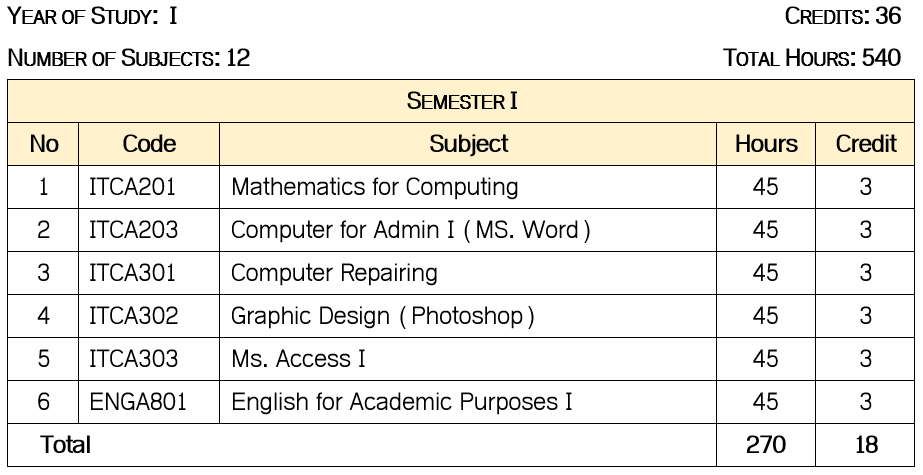 YEAR OF STUDY: I CREDITS: 36
NUMBER OF SUBJECTS: 12 TOTAL HOURS: 540
SEMESTER I
No Code Subject Hours Credit
1 ITCA201 Mathematics for Computing 45 3
2 ITCA203 Computer for Admin I (MS. Word) 45 3
3 ITCA301 Computer Repairing 45 3
4 ITCA302 Graphic Design (Photoshop) 45 3
5 ITCA303 Ms. Access I 45 3
6 ENGA801 English for Academic Purposes I 45 3
Total 270 18